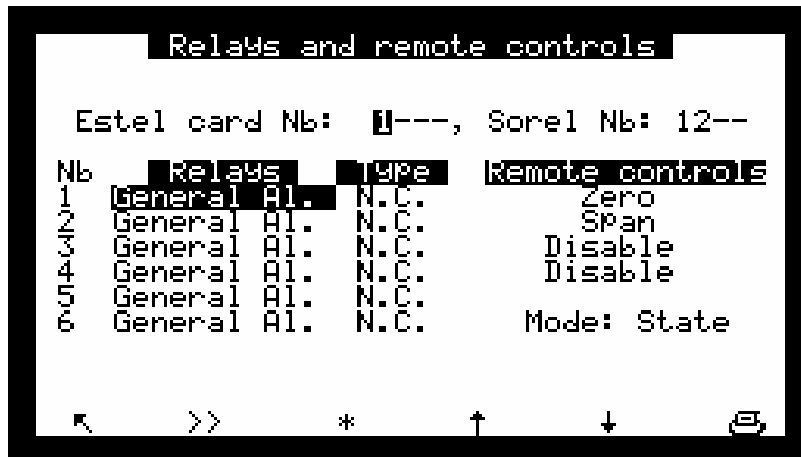 Relays and remote controls
Estel card Nb: 1---, Sorel Nb: 12--
Nb Relays Type Remote controls
1 General Al. N.C. Zero
2 General Al. N.C. Span
3 General Al. N.C. Disable
4 General Al. N.C. Disable
5 General Al. N.C.
6 General Al. N.C. Mode: State
>> *